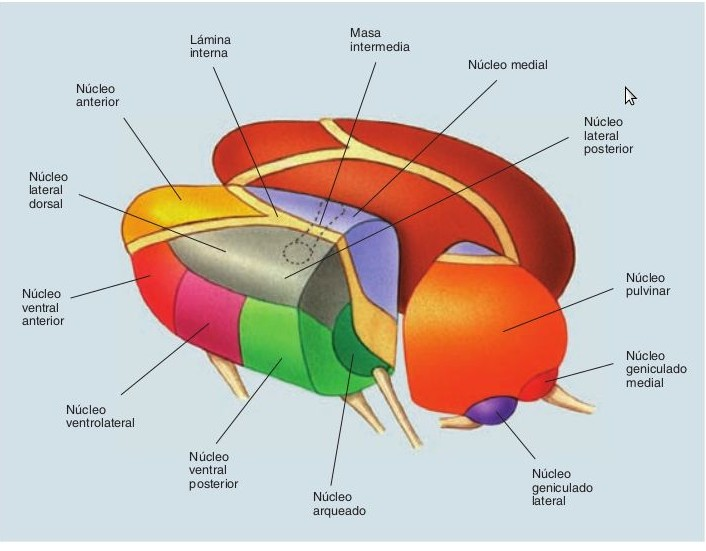 Lámina
interna
Masa
intermedia
Núcleo medial
Núcleo
anterior
Núcleo
lateral
posterior
Núcleo
lateral
dorsal
Núcleo
pulvinar
Núcleo
ventral
anterior
Núcleo
geniculado
medial
Núcleo
ventrolateral
Núcleo
ventral
posterior
Núcleo
arqueado
Núcleo
geniculado
lateral